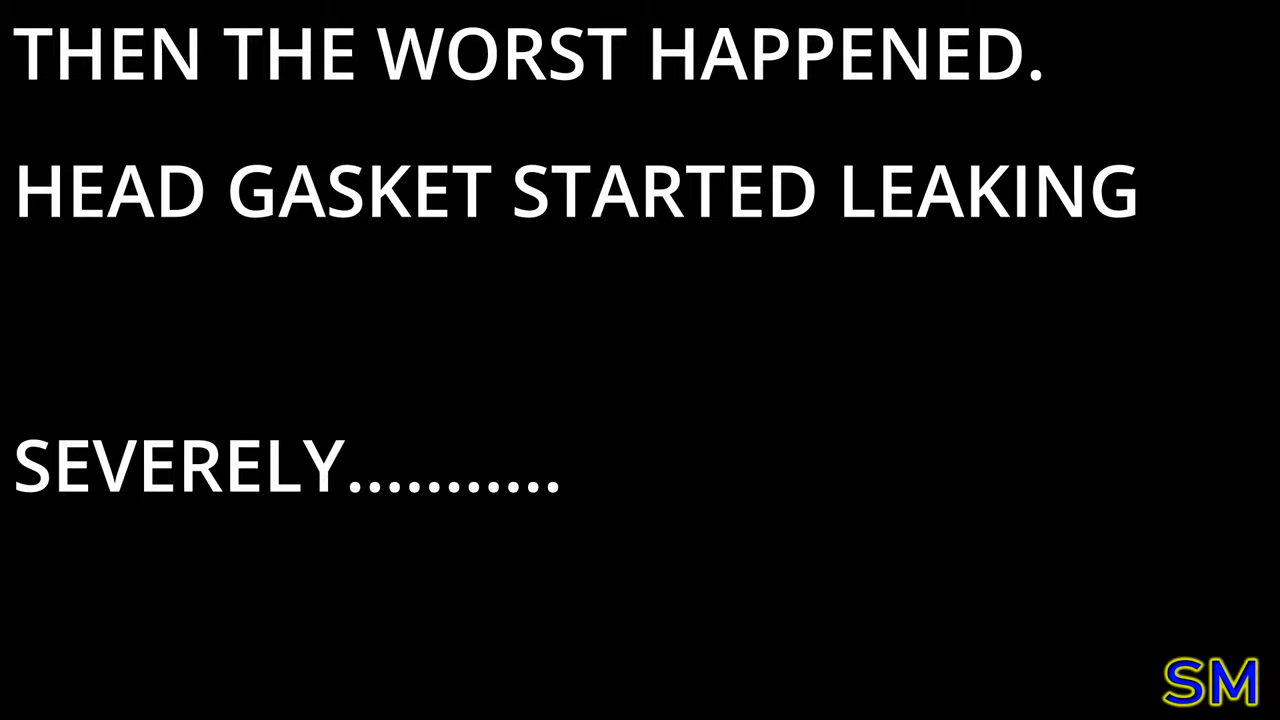 THEN THE WORST HAPPENED.
HEAD GASKET STARTED LEAKING
SEVERELY...........
SM